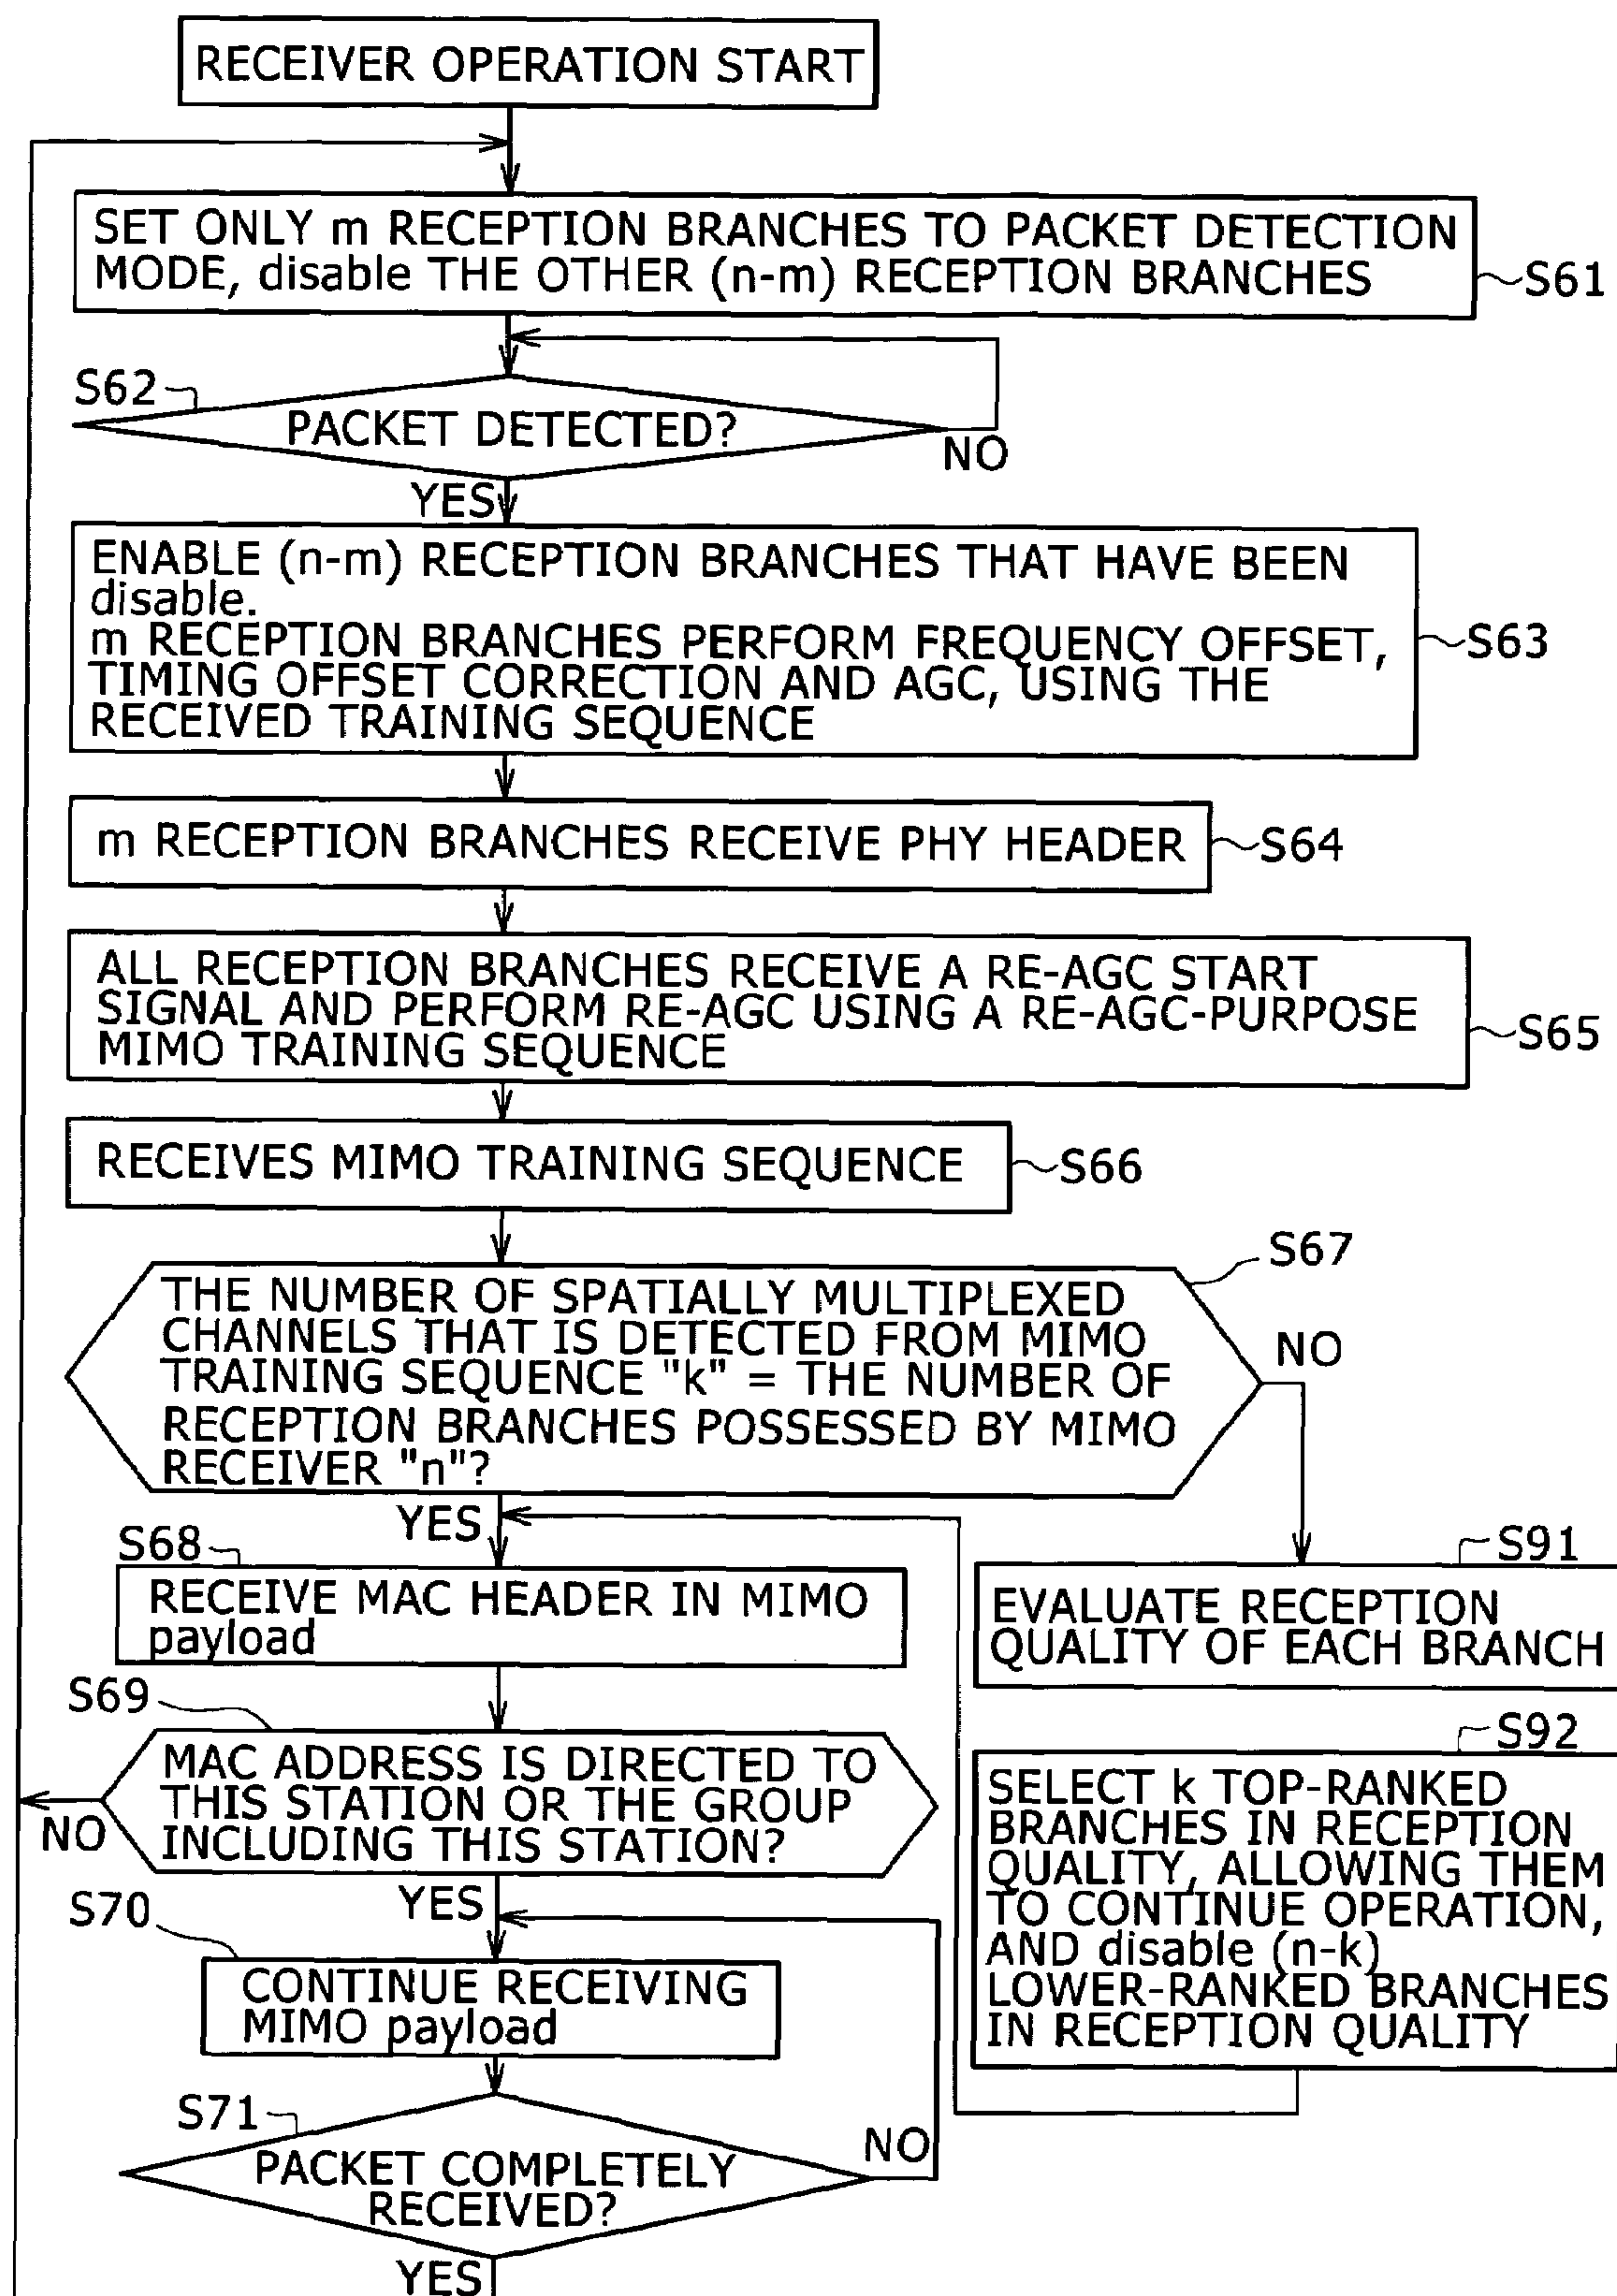 RECEIVER OPERATION START
SET ONLY m RECEPTION BRANCHES TO PACKET DETECTION
MODE, disable THE OTHER (n-m) RECEPTION BRANCHES
S61
S62
PACKET DETECTED?
NO
YES
ENABLE (n-m) RECEPTION BRANCHES THAT HAVE BEEN
disable.
m RECEPTION BRANCHES PERFORM FREQUENCY OFFSET,
TIMING OFFSET CORRECTION AND AGC, USING THE
RECEIVED TRAINING SEQUENCE
S63
m RECEPTION BRANCHES RECEIVE PHY HEADER
S64
ALL RECEPTION BRANCHES RECEIVE A RE-AGC START
SIGNAL AND PERFORM RE-AGC USING A RE-AGC-PURPOSE
MIMO TRAINING SEQUENCE
S65
RECEIVES MIMO TRAINING SEQUENCE
S66
S67
THE NUMBER OF SPATIALLY MULTIPLEXED
CHANNELS THAT IS DETECTED FROM MIMO
TRAINING SEQUENCE "k" = THE NUMBER OF
RECEPTION BRANCHES POSSESSED BY MIMO
RECEIVER "n"?
NO
YES
S68
RECEIVE MAC HEADER IN MIMO
payload
S91
EVALUATE RECEPTION
QUALITY OF EACH BRANCH
S69
MAC ADDRESS IS DIRECTED TO
THIS STATION OR THE GROUP
INCLUDING THIS STATION?
NO
YES
S92
SELECT k TOP-RANKED
BRANCHES IN RECEPTION
QUALITY, ALLOWING THEM
TO CONTINUE OPERATION,
AND disable (n-k)
LOWER-RANKED BRANCHES
IN RECEPTION QUALITY
S70
CONTINUE RECEIVING
MIMO payload
S71
PACKET COMPLETELY
RECEIVED?
NO
YES